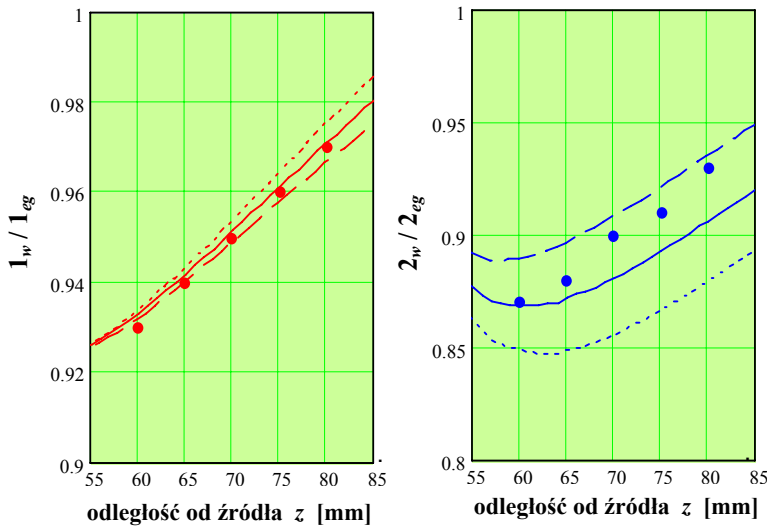 1
0.98
0.96
0.94
0.92
0.9
1w / 1eg
55 60 65 70 75 80 85
odległość od źródła z [mm]
1
0.95
0.9
0.85
0.8
2w / 2eg
55 60 65 70 75 80 85
odległość od źródła z [mm]